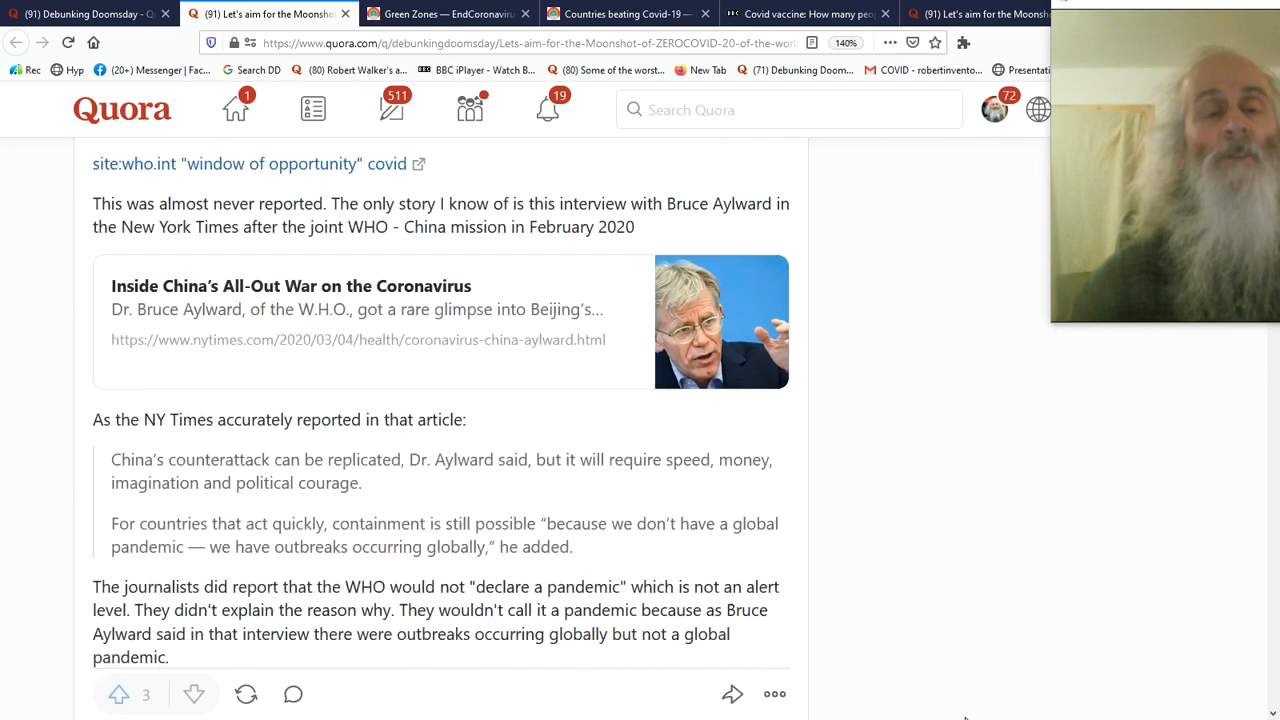 (91) Debunking Doomsday - Q
(91) Let's aim for the Moonshot
Green Zones — EndCoronavirus
Countries beating Covid-19 —
BBC Covid vaccine: How many peo
(91) Let's aim for the Moonsh
https://www.quora.com/q/debunkingdoomsday/Lets-aim-for-the-Moonshot-of-ZEROCOVID-20-of-the-wor
140%
Rec
Hyp
(20+) Messenger | Fac...
Search DD
(80) Robert Walker's a...
BBC iPlayer - Watch B...
(80) Some of the worst...
New Tab
(71) Debunking Doom...
COVID - robertinvento...
Presentati
Quora
1
511
19
Search Quora
72
site:who.int "window of opportunity" covid
This was almost never reported. The only story I know of is this interview with Bruce Aylward in
the New York Times after the joint WHO - China mission in February 2020
Inside China’s All-Out War on the Coronavirus
Dr. Bruce Aylward, of the W.H.O., got a rare glimpse into Beijing’s...
https://www.nytimes.com/2020/03/04/health/coronavirus-china-aylward.html
As the NY Times accurately reported in that article:
China’s counterattack can be replicated, Dr. Aylward said, but it will require speed, money,
imagination and political courage.
For countries that act quickly, containment is still possible “because we don’t have a global
pandemic — we have outbreaks occurring globally,” he added.
The journalists did report that the WHO would not "declare a pandemic" which is not an alert
level. They didn't explain the reason why. They wouldn't call it a pandemic because as Bruce
Aylward said in that interview there were outbreaks occurring globally but not a global
pandemic.
3